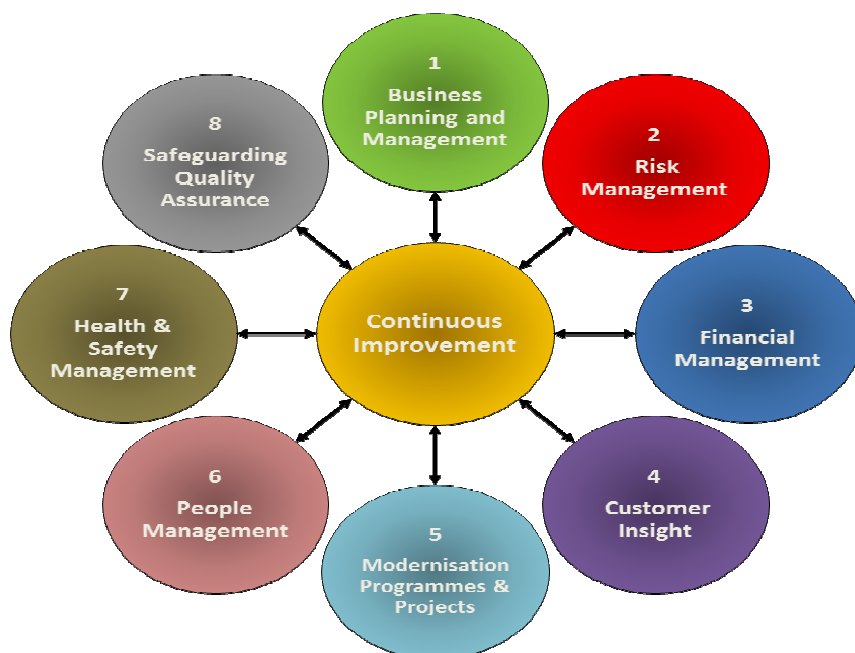 1
Business
Planning and
Management
2
Risk
Management
3
Financial
Management
4
Customer
Insight
5
Modernisation
Programmes &
Projects
6
People
Management
7
Health &
Safety
Management
8
Safeguarding
Quality
Assurance
Continuous
Improvement